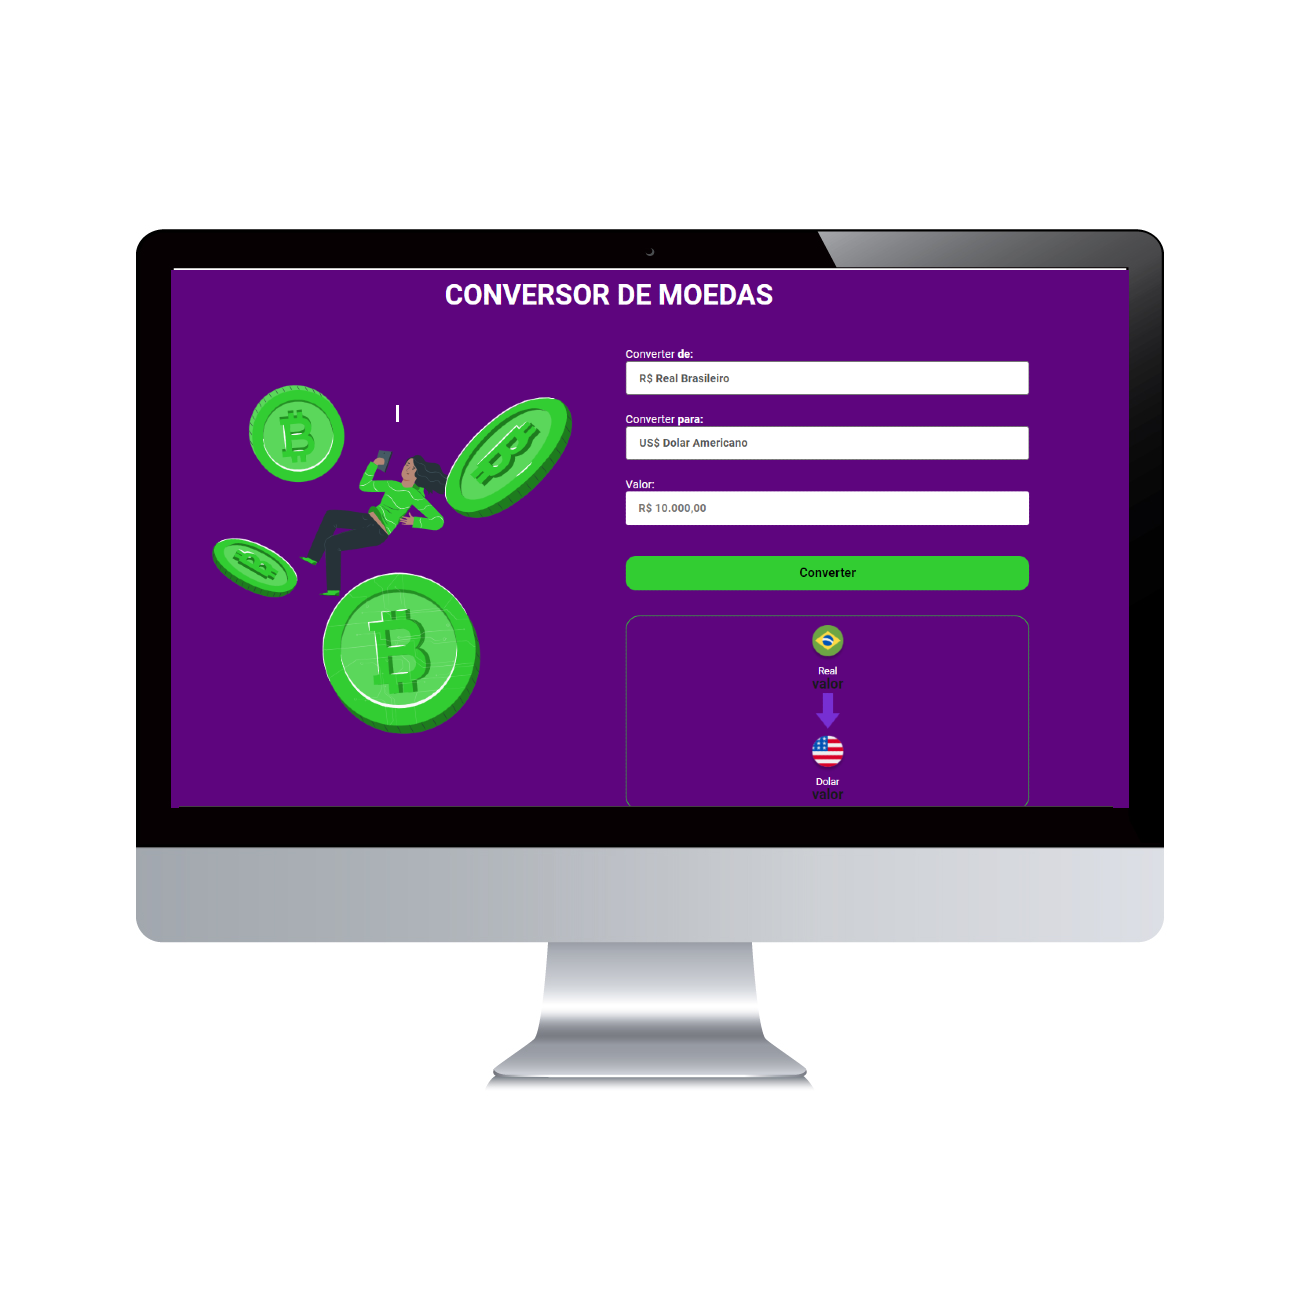 CONVERSOR DE MOEDAS
Converter de:
R$ Real Brasileiro
Converter para:
US$ Dolar Americano
Valor:
R$ 10.000,00
Converter
Real
valor
Dolar
valor